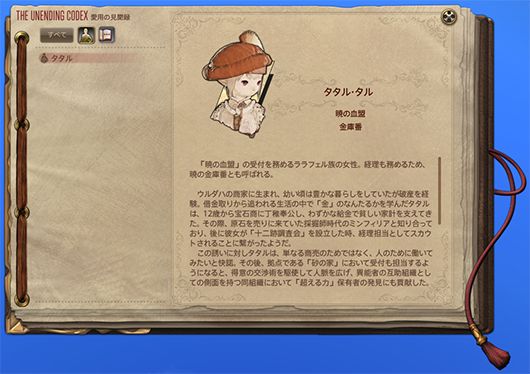 THE UNENDING CODEX 愛用の見聞録
すべて
タタル
タタル・タル
暁の血盟
金庫番
「暁の血盟」の受付を務めるララフェル族の女性。経理も務めるため、
暁の金庫番とも呼ばれる。
ウルダハの商家に生まれ、幼い頃は豊かな暮らしをしていたが破産を経
験。借金取りから追われる生活の中で「金」のなんたるかを学んだタタル
は、12歳から宝石商に丁稚奉公し、わずかな給金で貧しい家計を支えてき
た。その際、原石を売りに来ていた採掘師時代のミンフィリアと知り合って
おり、後に彼女が「十二跡調査会」を設立した時、経理担当としてスカウ
トされることに繋がったようだ。
この誘いに対しタタルは、単なる商売のためではなく、人のために働いて
みたいと快諾。その後、拠点である「砂の家」において受付も担当するよ
うになると、得意の交渉術を駆使して人脈を広げ、異能者の互助組織とし
ての側面を持つ同組織において「超える力」保有者の発見にも貢献した。